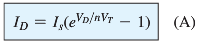 I_D = I_s(e^{V_D/nV_T} − 1) (A)